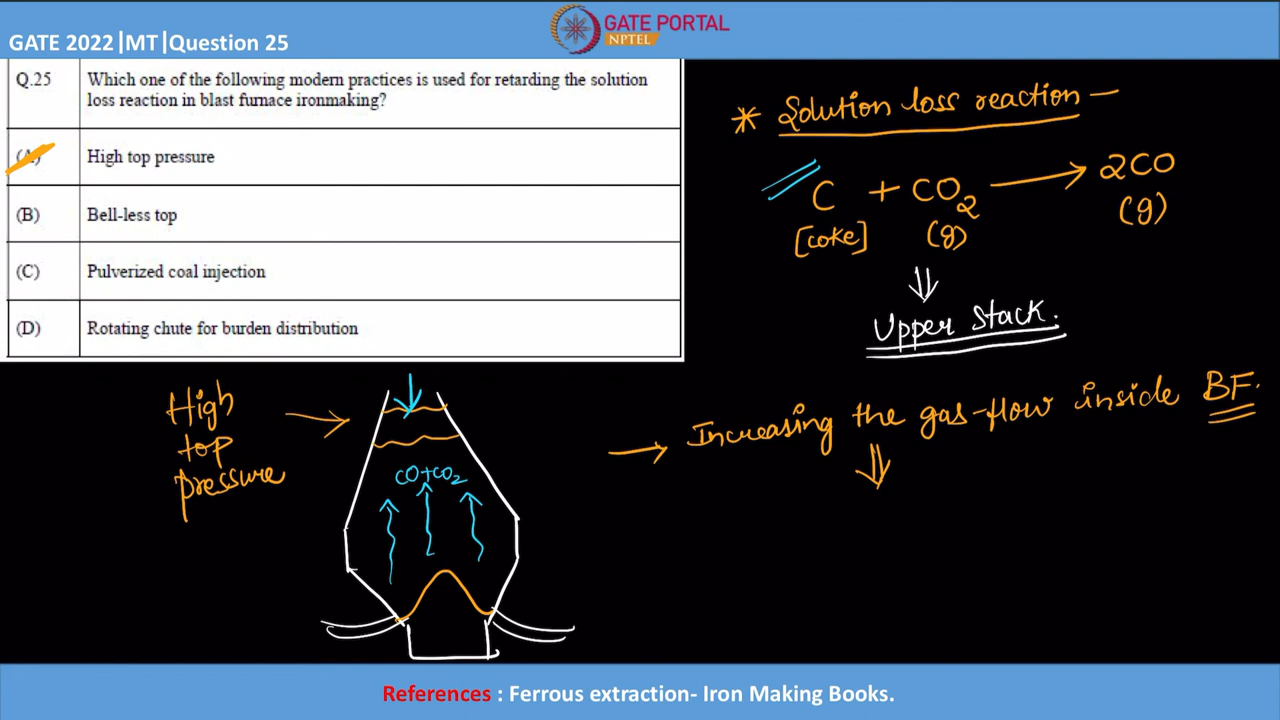 GATE PORTAL
NPTEL
GATE 2022|MT|Question 25
Q.25 Which one of the following modern practices is used for retarding the solution
loss reaction in blast furnace ironmaking?
(A) High top pressure
(B) Bell-less top
(C) Pulverized coal injection
(D) Rotating chute for burden distribution
* Solution loss reaction —
C + CO2 → 2CO
[coke] (g) (g)
⇓
Upper Stack.
High
top
pressure
→
CO+CO2
→ Increasing the gas-flow inside BF.
⇓
References : Ferrous extraction- Iron Making Books.